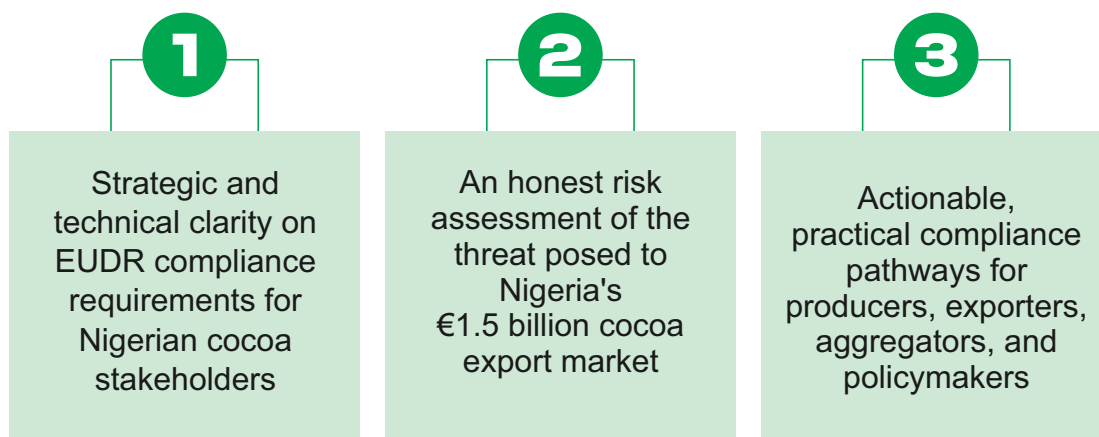 1
Strategic and
technical clarity on
EUDR compliance
requirements for
Nigerian cocoa
stakeholders
2
An honest risk
assessment of the
threat posed to
Nigeria's
€1.5 billion cocoa
export market
3
Actionable,
practical compliance
pathways for
producers, exporters,
aggregators, and
policymakers